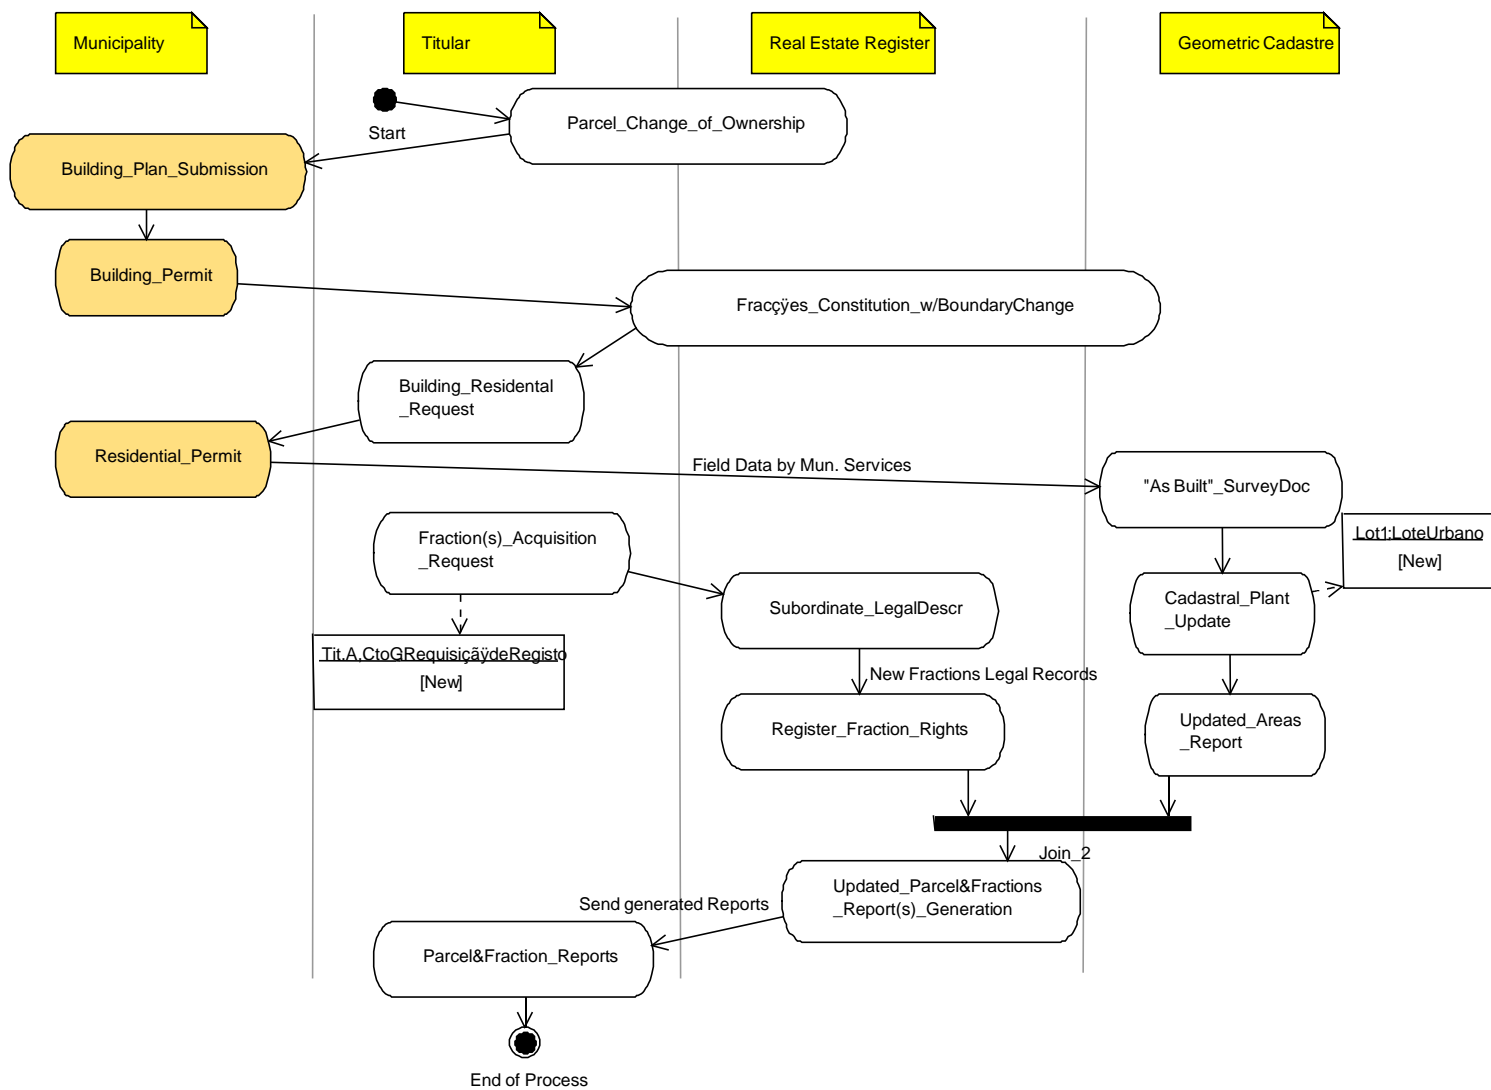 Municipality
Titular
Real Estate Register
Geometric Cadastre
Start
Parcel_Change_of_Ownership
Building_Plan_Submission
Building_Permit
Fracçÿes_Constitution_w/BoundaryChange
Building_Residental
_Request
Residential_Permit
Field Data by Mun. Services
"As Built"_SurveyDoc
Fraction(s)_Acquisition
_Request
Lot1;LoteUrbano
[New]
Subordinate_LegalDescr
Cadastral_Plant
_Update
Tit.A,CtoGRequisiçãÿdeRegisto
[New]
New Fractions Legal Records
Register_Fraction_Rights
Updated_Areas
_Report
Join_2
Updated_Parcel&Fractions
_Report(s)_Generation
Send generated Reports
Parcel&Fraction_Reports
End of Process